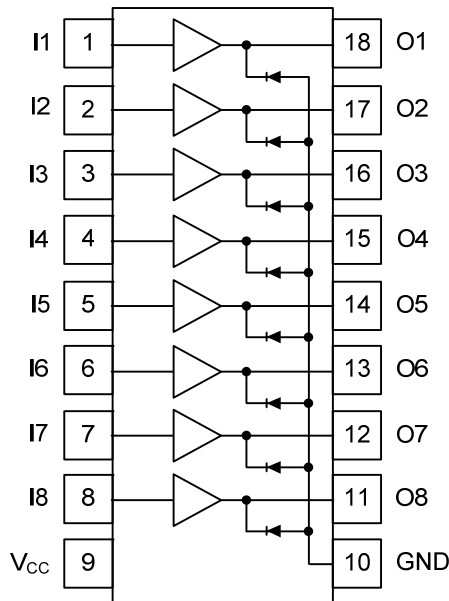 I1 1 18 O1
I2 2 17 O2
I3 3 16 O3
I4 4 15 O4
I5 5 14 O5
I6 6 13 O6
I7 7 12 O7
I8 8 11 O8
VCC 9 10 GND